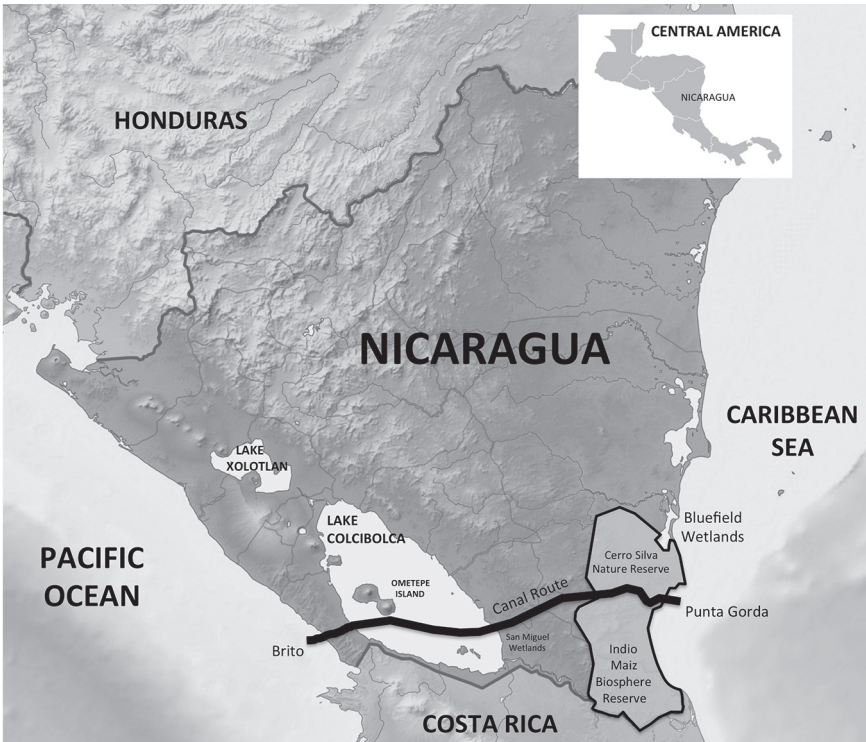 CENTRAL AMERICA
NICARAGUA
HONDURAS
NICARAGUA
CARIBBEAN
SEA
LAKE
XOLOTLAN
LAKE
COLCIBOLCA
Bluefield
Wetlands
Cerro Silva
Nature Reserve
PACIFIC
OCEAN
OMETEPE
ISLAND
Canal Route
Punta Gorda
San Miguel
Wetlands
Brito
Indio
Maiz
Biosphere
Reserve
COSTA RICA